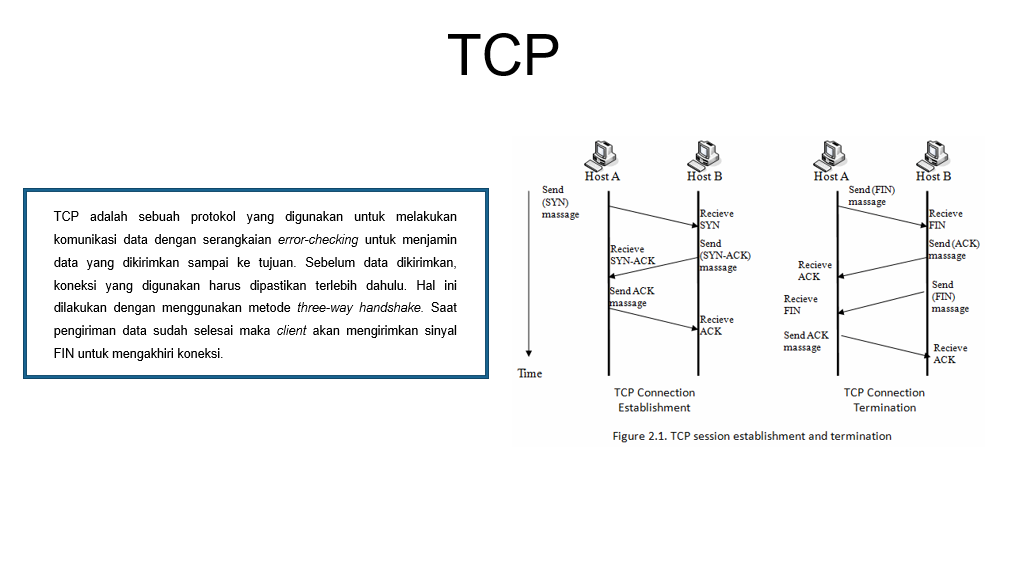 TCP
TCP adalah sebuah protokol yang digunakan untuk melakukan
komunikasi data dengan serangkaian error-checking untuk menjamin
data yang dikirimkan sampai ke tujuan. Sebelum data dikirimkan,
koneksi yang digunakan harus dipastikan terlebih dahulu. Hal ini
dilakukan dengan menggunakan metode three-way handshake. Saat
pengiriman data sudah selesai maka client akan mengirimkan sinyal
FIN untuk mengakhiri koneksi.
Host A
Host B
Send
(SYN)
massage
Recieve
SYN
Send
(SYN-ACK)
massage
Recieve
SYN-ACK
Send ACK
massage
Recieve
ACK
Time
TCP Connection
Establishment
Host A
Host B
Send (FIN)
massage
Recieve
FIN
Send (ACK)
massage
Recieve
ACK
Send
(FIN)
massage
Recieve
FIN
Send ACK
massage
Recieve
ACK
TCP Connection
Termination
Figure 2.1. TCP session establishment and termination